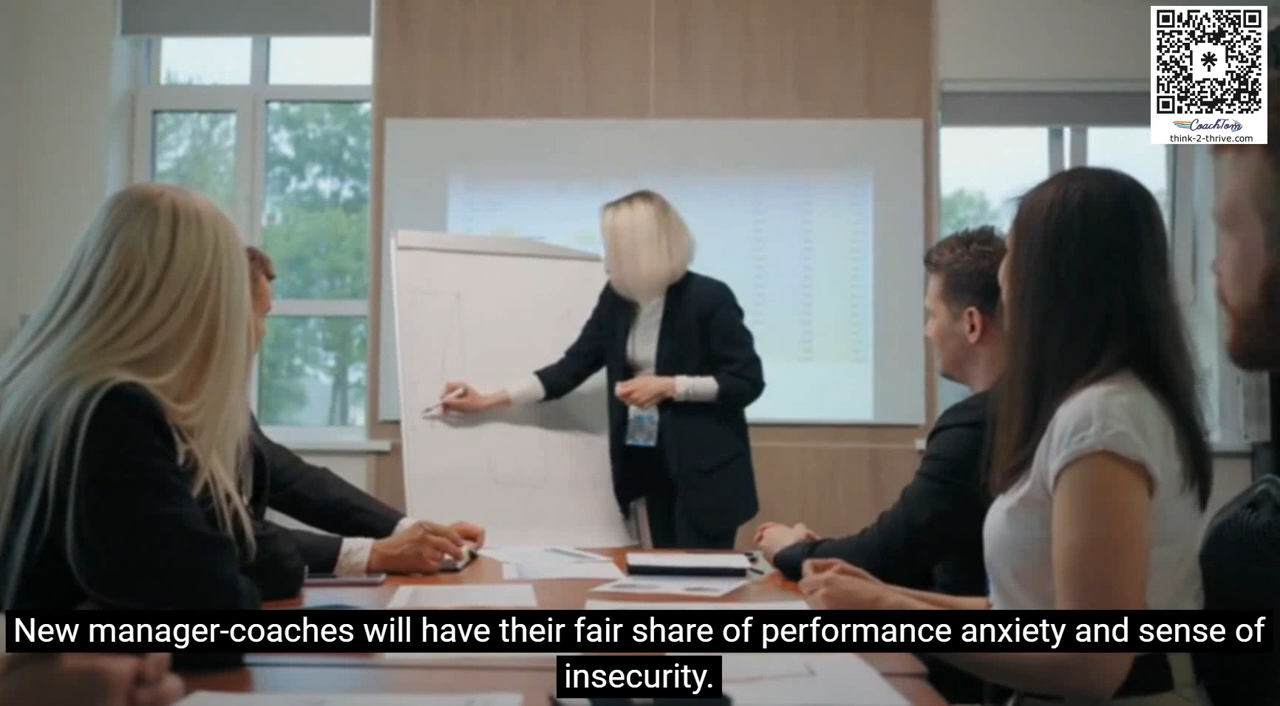 CoachTom
think-2-thrive.com
New manager-coaches will have their fair share of performance anxiety and sense of
insecurity.